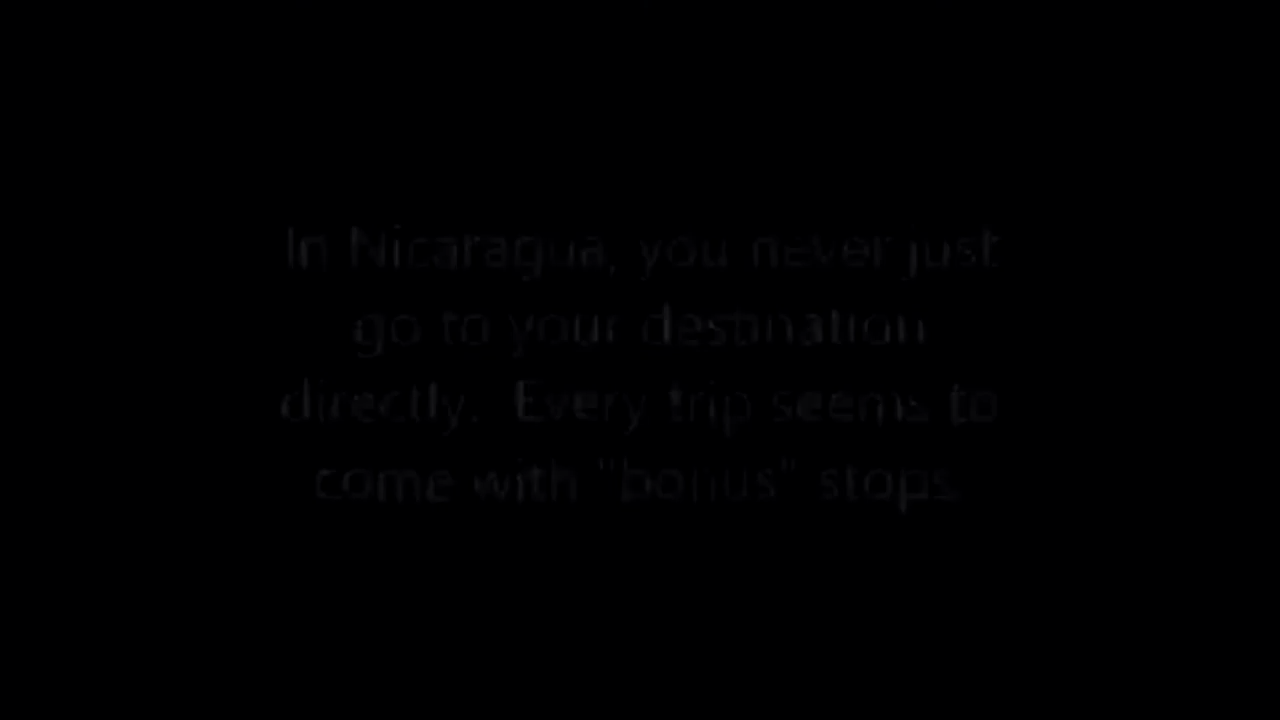 In Nicaragua, you never just
go to your destination
directly.  Every trip seems to
come with "bonus" stops.